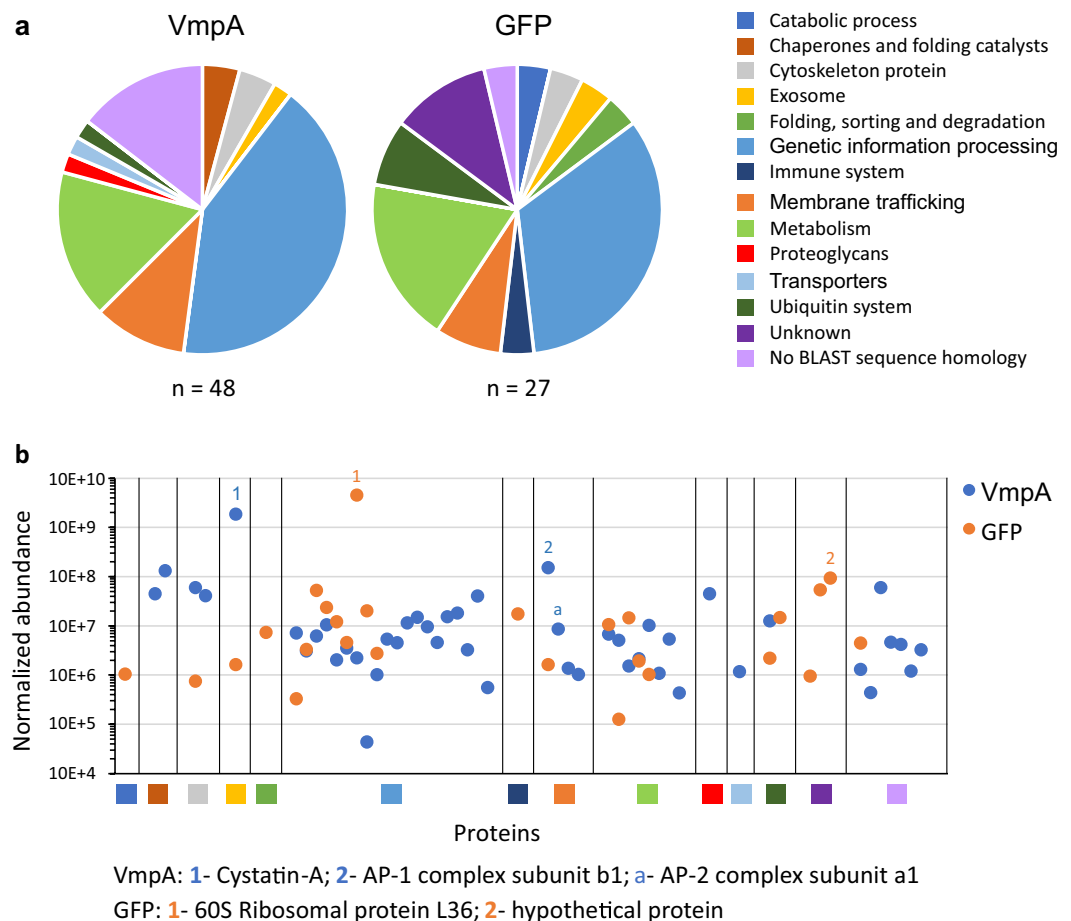 a
VmpA
GFP
n = 48
n = 27
Catabolic process
Chaperones and folding catalysts
Cytoskeleton protein
Exosome
Folding, sorting and degradation
Genetic information processing
Immune system
Membrane trafficking
Metabolism
Proteoglycans
Transporters
Ubiquitin system
Unknown
No BLAST sequence homology
b
Normalized abundance
10E+10
10E+9
10E+8
10E+7
10E+6
10E+5
10E+4
1
1
2
a
2
VmpA
GFP
Proteins
VmpA: 1- Cystatin-A; 2- AP-1 complex subunit b1; a- AP-2 complex subunit a1
GFP: 1- 60S Ribosomal protein L36; 2- hypothetical protein